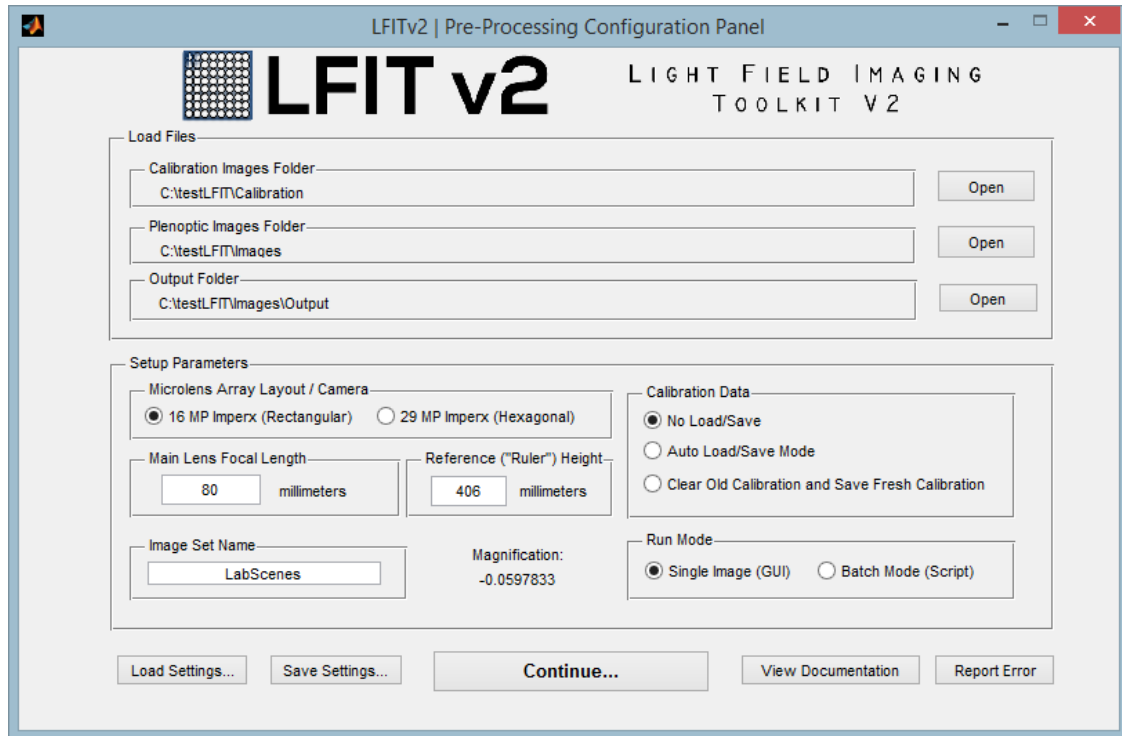 LFITv2 | Pre-Processing Configuration Panel
LFIT v2
LIGHT FIELD IMAGING
TOOLKIT V2
Load Files
Calibration Images Folder
C:\testLFIT\Calibration
Open
Plenoptic Images Folder
C:\testLFIT\Images
Open
Output Folder
C:\testLFIT\Images\Output
Open
Setup Parameters
Microlens Array Layout / Camera
16 MP Imperx (Rectangular) 29 MP Imperx (Hexagonal)
Main Lens Focal Length
80 millimeters
Reference ("Ruler") Height
406 millimeters
Calibration Data
No Load/Save
Auto Load/Save Mode
Clear Old Calibration and Save Fresh Calibration
Image Set Name
LabScenes
Magnification:
-0.0597833
Run Mode
Single Image (GUI) Batch Mode (Script)
Load Settings... Save Settings... Continue... View Documentation Report Error